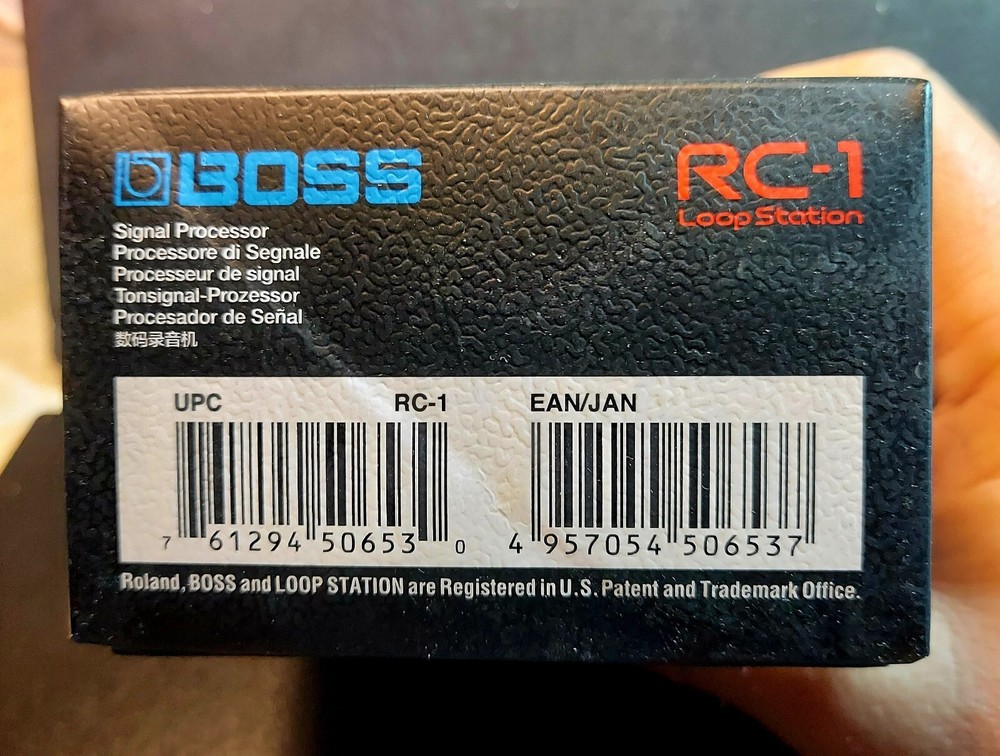 BOSS
RC-1
Loop Station
Signal Processor
Processore di Segnale
Processeur de signal
Tonsignal-Prozessor
Procesador de Señal
数码录音机
UPC RC-1
7 61294 50653 0
EAN/JAN
4 957054 506537
Roland, BOSS and LOOP STATION are Registered in U.S. Patent and Trademark Office.